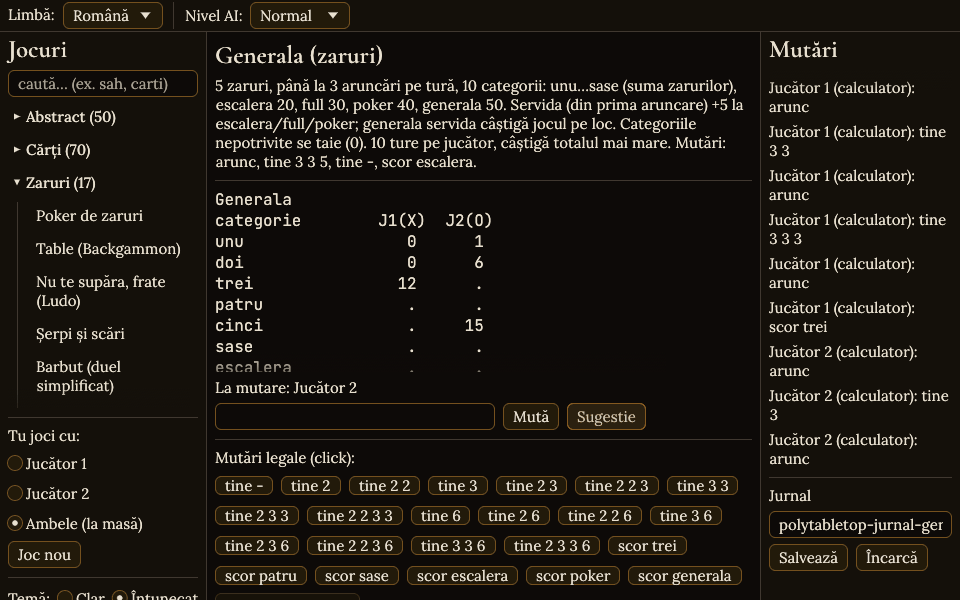 Limbă: Română Nivel AI: Normal
Jocuri
caută... (ex. sah, carti)
Abstract (50)
Cărți (70)
Zaruri (17)
Poker de zaruri
Table (Backgammon)
Nu te supăra, frate
(Ludo)
Șerpi și scări
Barbut (duel
simplificat)
Tu joci cu:
Jucător 1
Jucător 2
Ambele (la masă)
Joc nou
Temă: Clar Întunecat
Generala (zaruri)
5 zaruri, până la 3 aruncări pe tură, 10 categorii: unu...sase (suma zarurilor),
escalera 20, full 30, poker 40, generala 50. Servida (din prima aruncare) +5 la
escalera/full/poker; generala servida câștigă jocul pe loc. Categoriile
nepotrivite se taie (0). 10 ture pe jucător, câștigă totalul mai mare. Mutări:
arunc, tine 3 3 5, tine -, scor escalera.
Generala
categorie J1(X) J2(O)
unu 0 1
doi 0 6
trei 12 .
patru . .
cinci . 15
sase . .
escalera . .
La mutare: Jucător 2
Mută Sugestie
Mutări legale (click):
tine - tine 2 tine 2 2 tine 3 tine 2 3 tine 2 2 3 tine 3 3
tine 2 3 3 tine 2 2 3 3 tine 6 tine 2 6 tine 2 2 6 tine 3 6
tine 2 3 6 tine 2 2 3 6 tine 3 3 6 tine 2 3 3 6 scor trei
scor patru scor sase scor escalera scor poker scor generala
Mutări
Jucător 1 (calculator):
arunc
Jucător 1 (calculator): tine
3 3
Jucător 1 (calculator):
arunc
Jucător 1 (calculator): tine
3 3 3
Jucător 1 (calculator):
arunc
Jucător 1 (calculator):
scor trei
Jucător 2 (calculator):
arunc
Jucător 2 (calculator): tine
3
Jucător 2 (calculator):
arunc
Jurnal
polytabletop-jurnal-ger
Salvează Încarcă